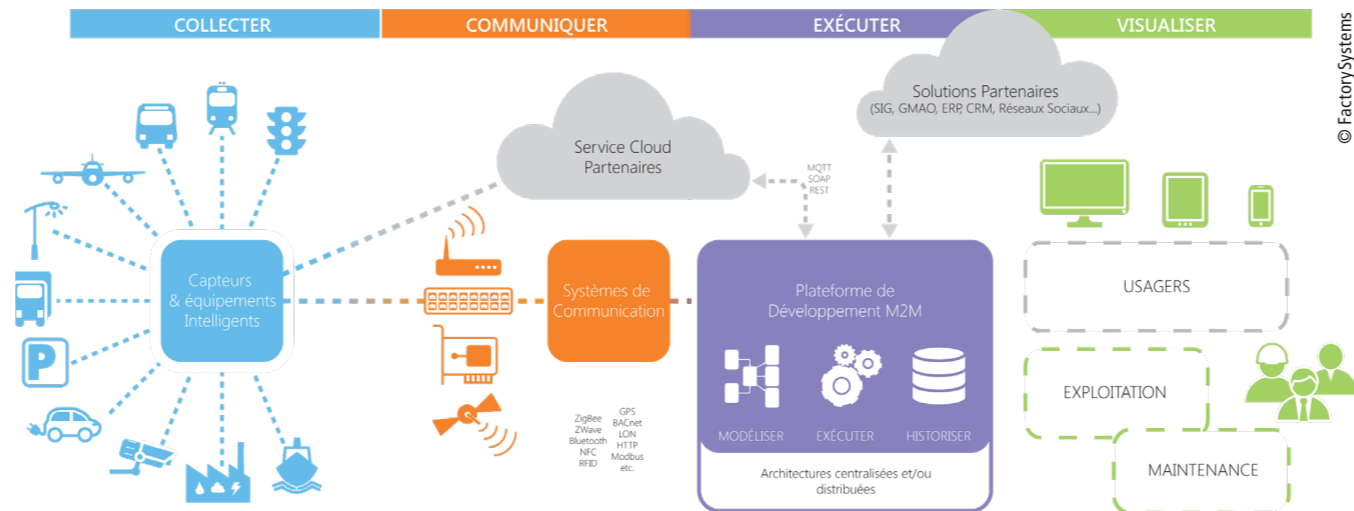 COLLECTER
COMMUNIQUER
EXÉCUTER
VISUALISER
© FactorySystems
Solutions Partenaires
(SIG, GMAO, ERP, CRM, Réseaux Sociaux...)
Service Cloud
Partenaires
MQTT
SOAP
REST
Capteurs
& équipements
Intelligents
P
Systèmes de
Communication
ZigBee
ZWave
Bluetooth
NFC
RFID
GPS
BACnet
LON
HTTP
Modbus
etc.
Plateforme de
Développement M2M
MODÉLISER
EXÉCUTER
HISTORISER
Architectures centralisées et/ou
distribuées
USAGERS
EXPLOITATION
MAINTENANCE